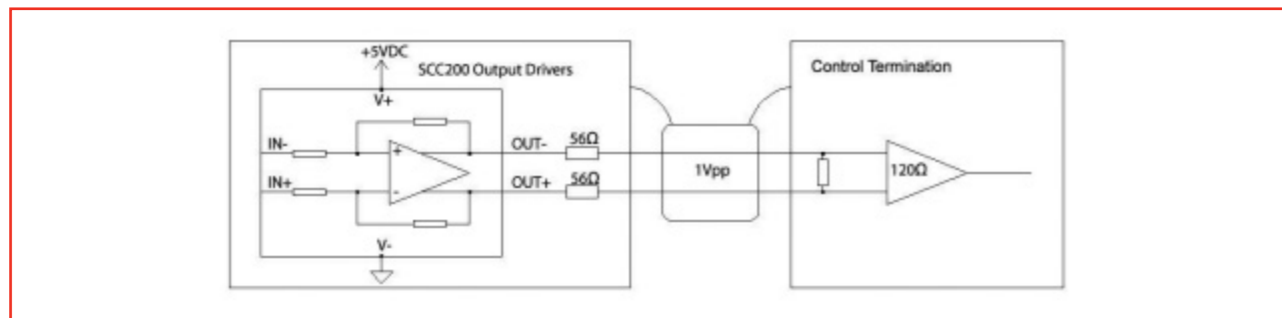 +5VDC
SCC200 Output Drivers
V+
IN-
+
OUT-
56Ω
IN+
-
OUT+
56Ω
V-
1Vpp
Control Termination
120Ω